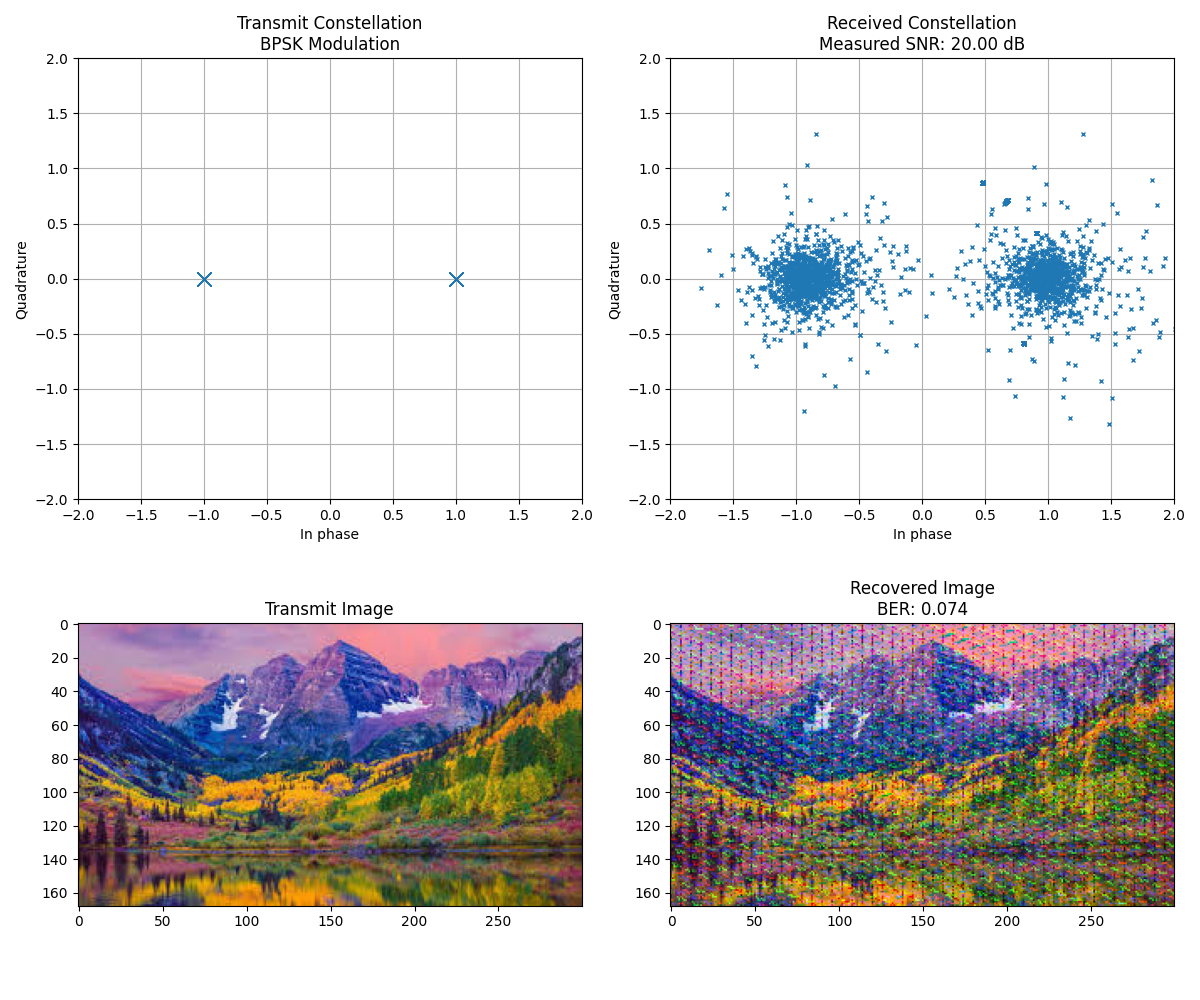 Transmit Constellation
BPSK Modulation
2.0
1.5
1.0
0.5
0.0
−0.5
−1.0
−1.5
−2.0
Quadrature
−2.0 −1.5 −1.0 −0.5 0.0 0.5 1.0 1.5 2.0
In phase
Received Constellation
Measured SNR: 20.00 dB
2.0
1.5
1.0
0.5
0.0
−0.5
−1.0
−1.5
−2.0
Quadrature
−2.0 −1.5 −1.0 −0.5 0.0 0.5 1.0 1.5 2.0
In phase
Transmit Image
0
20
40
60
80
100
120
140
160
0 50 100 150 200 250
Recovered Image
BER: 0.074
0
20
40
60
80
100
120
140
160
0 50 100 150 200 250